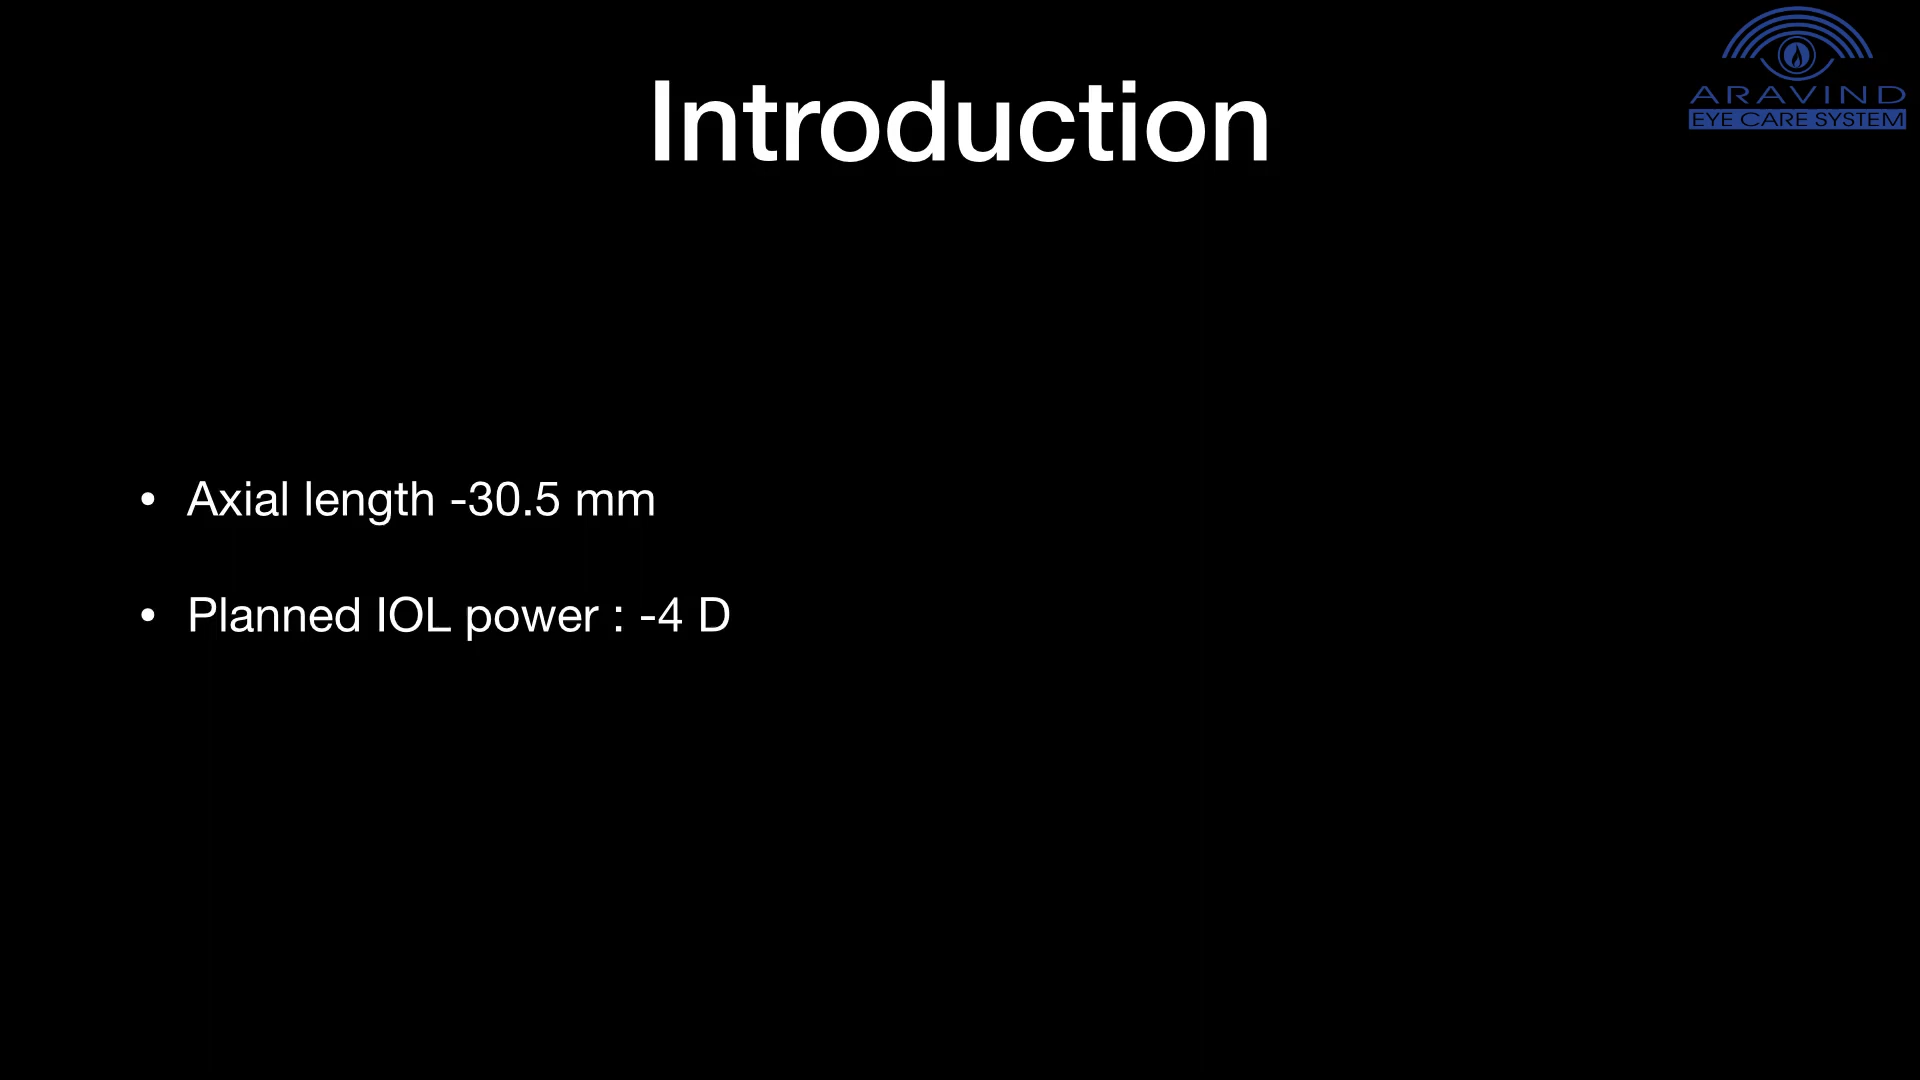 ARAVIND
EYE CARE SYSTEM
Introduction
• Axial length -30.5 mm
• Planned IOL power : -4 D